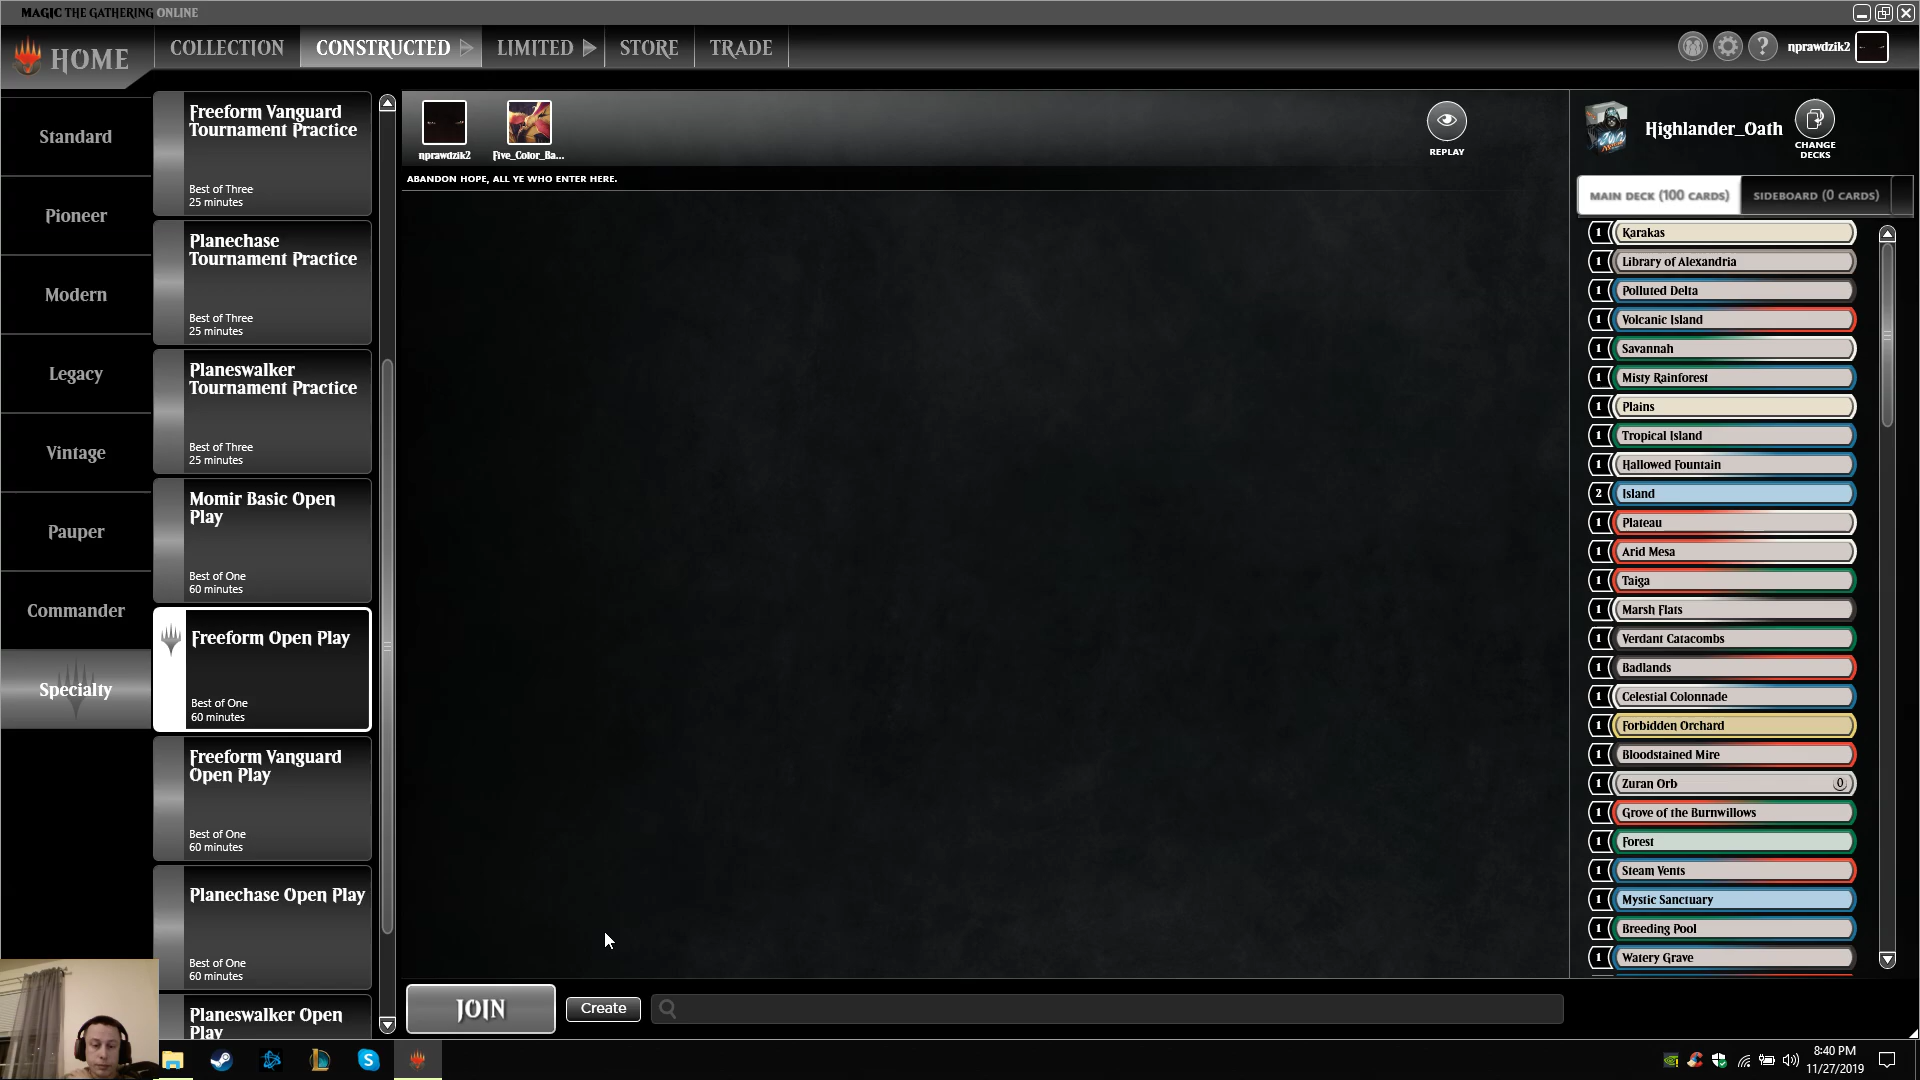 MAGIC THE GATHERING ONLINE
HOME
COLLECTION
CONSTRUCTED
LIMITED
STORE
TRADE
?
nprawdzik2
Standard
Pioneer
Modern
Legacy
Vintage
Pauper
Commander
Specialty
Freeform Vanguard
Tournament Practice
Best of Three
25 minutes
Planechase
Tournament Practice
Best of Three
25 minutes
Planeswalker
Tournament Practice
Best of Three
25 minutes
Momir Basic Open
Play
Best of One
60 minutes
Freeform Open Play
Best of One
60 minutes
Freeform Vanguard
Open Play
Best of One
60 minutes
Planechase Open Play
Best of One
60 minutes
Planeswalker Open
Play
nprawdzik2
Five_Color_Ba...
REPLAY
ABANDON HOPE, ALL YE WHO ENTER HERE.
JOIN
Create
Highlander_Oath
CHANGE
DECKS
MAIN DECK (100 CARDS)
SIDEBOARD (0 CARDS)
1 Karakas
1 Library of Alexandria
1 Polluted Delta
1 Volcanic Island
1 Savannah
1 Misty Rainforest
1 Plains
1 Tropical Island
1 Hallowed Fountain
2 Island
1 Plateau
1 Arid Mesa
1 Taiga
1 Marsh Flats
1 Verdant Catacombs
1 Badlands
1 Celestial Colonnade
1 Forbidden Orchard
1 Bloodstained Mire
1 Zuran Orb 0
1 Grove of the Burnwillows
1 Forest
1 Steam Vents
1 Mystic Sanctuary
1 Breeding Pool
1 Watery Grave
8:40 PM
11/27/2019